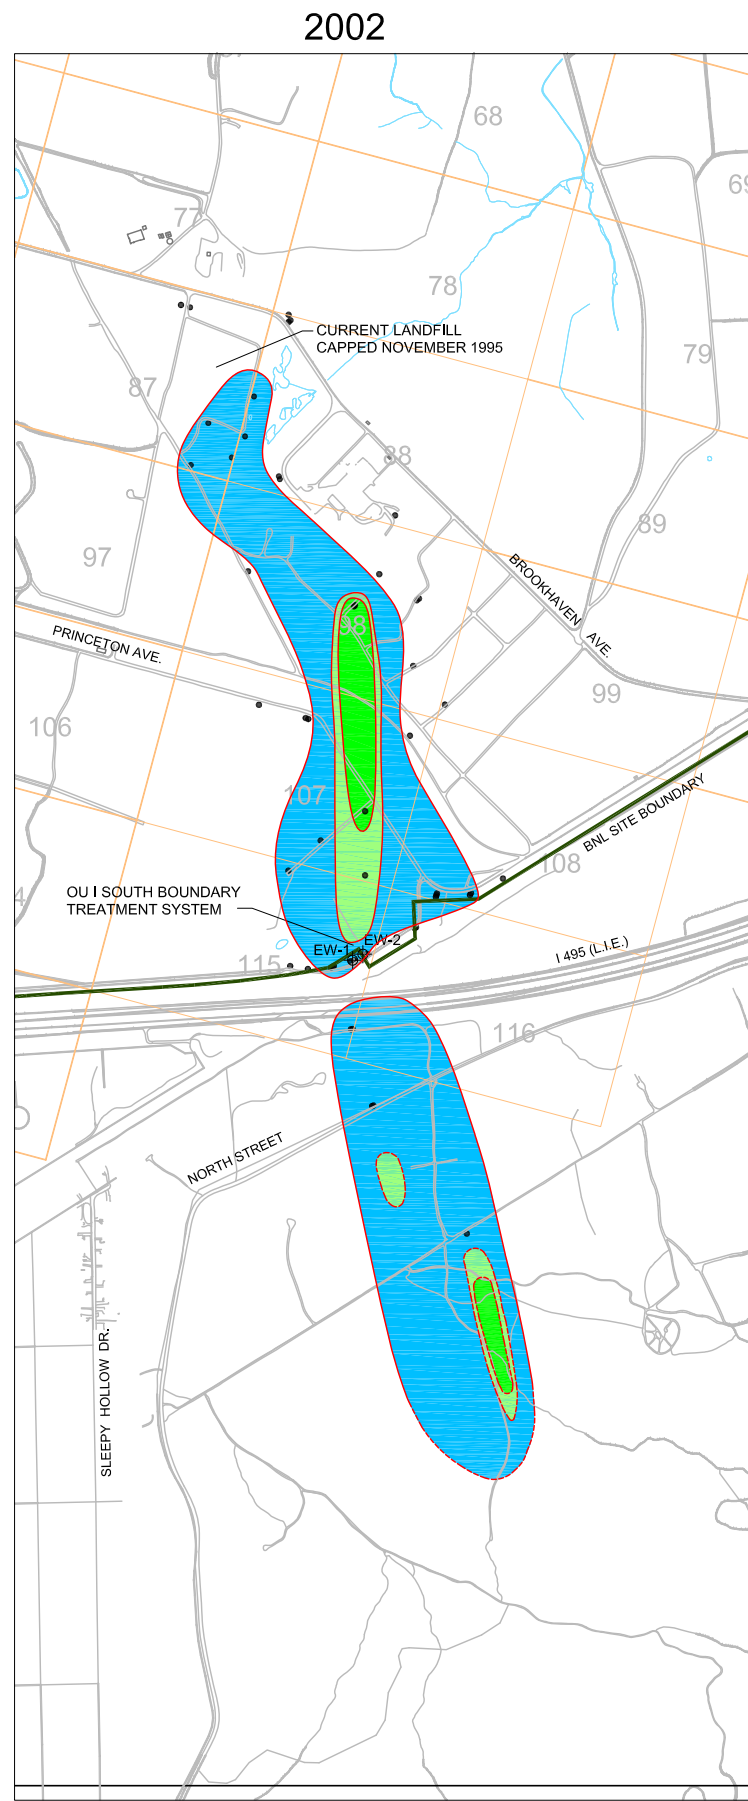 2002
68
69
77
78
CURRENT LANDFILL
CAPPED NOVEMBER 1995
79
87
88
89
97
BROOKHAVEN AVE.
98
PRINCETON AVE.
99
106
107
BNL SITE BOUNDARY
108
OU I SOUTH BOUNDARY
TREATMENT SYSTEM
EW-1
EW-2
I 495 (L.I.E.)
115
116
NORTH STREET
SLEEPY HOLLOW DR.